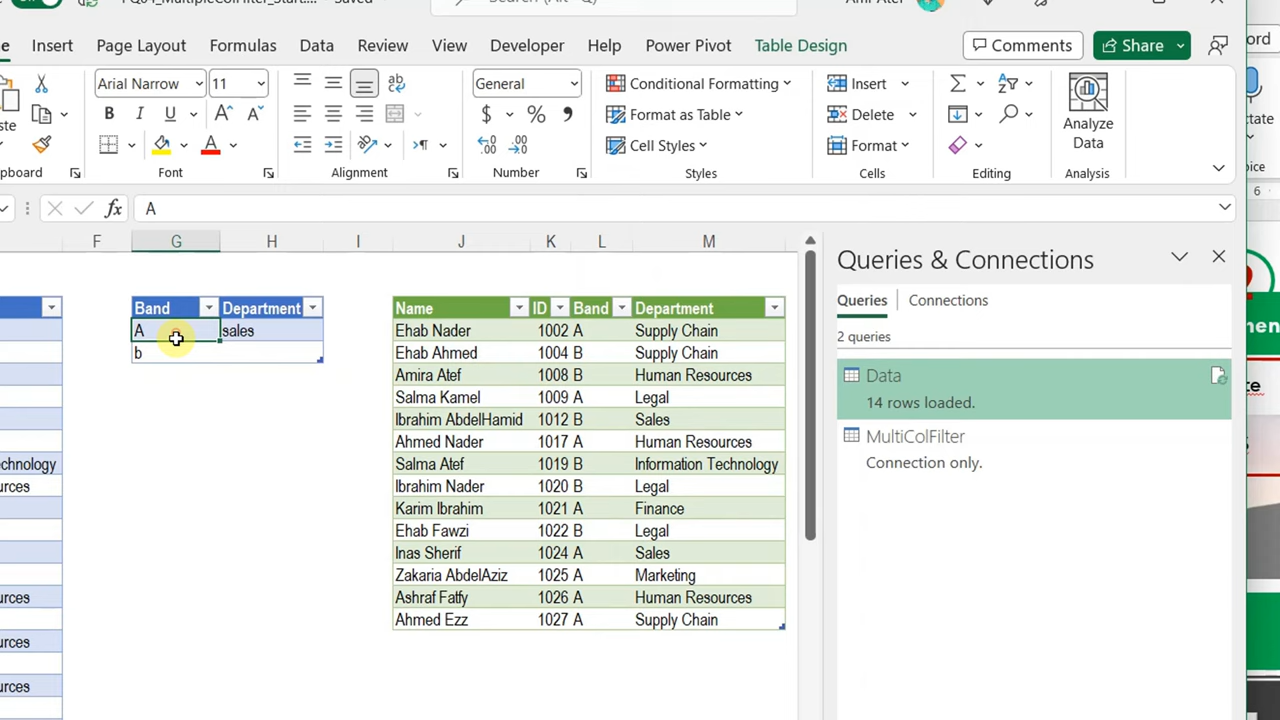 Insert Page Layout Formulas Data Review View Developer Help Power Pivot Table Design Comments Share
Arial Narrow 11 General Conditional Formatting Insert
B I U $ % Format as Table Delete
Cell Styles Format Analyze Data
Font Alignment Number Styles Cells Editing Analysis
fx A
F G H I J K L M
Queries & Connections
Queries Connections
2 queries
Data
14 rows loaded.
MultiColFilter
Connection only.
Band Department
A sales
b
Name ID Band Department
Ehab Nader 1002 A Supply Chain
Ehab Ahmed 1004 B Supply Chain
Amira Atef 1008 B Human Resources
Salma Kamel 1009 A Legal
Ibrahim AbdelHamid 1012 B Sales
Ahmed Nader 1017 A Human Resources
Salma Atef 1019 B Information Technology
Ibrahim Nader 1020 B Legal
Karim Ibrahim 1021 A Finance
Ehab Fawzi 1022 B Legal
Inas Sherif 1024 A Sales
Zakaria AbdelAziz 1025 A Marketing
Ashraf Fatfy 1026 A Human Resources
Ahmed Ezz 1027 A Supply Chain